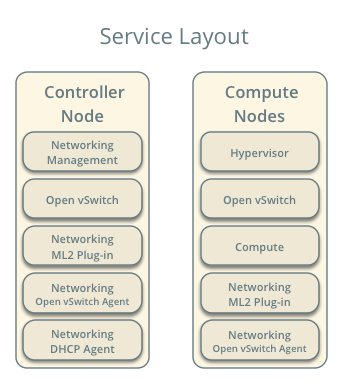 Service Layout
Controller
Node
Networking
Management
Open vSwitch
Networking
ML2 Plug-in
Networking
Open vSwitch Agent
Networking
DHCP Agent
Compute
Nodes
Hypervisor
Open vSwitch
Compute
Networking
ML2 Plug-in
Networking
Open vSwitch Agent